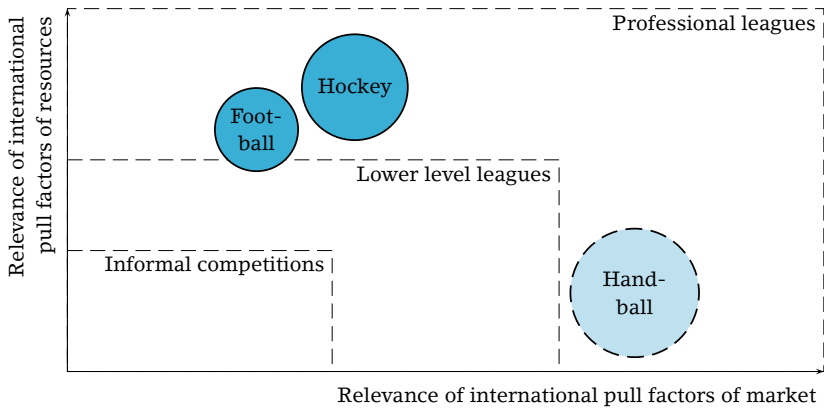 Relevance of international
pull factors of resources
Professional leagues
Hockey
Foot-
ball
Lower level leagues
Informal competitions
Hand-
ball
Relevance of international pull factors of market